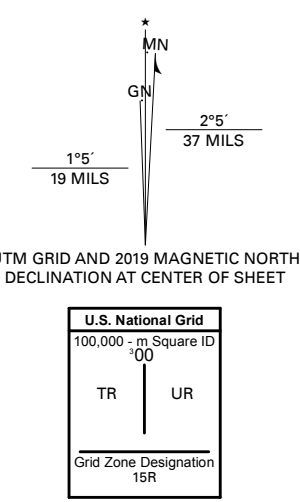 ★
MN
GN
2°5´
37 MILS
1°5´
19 MILS
UTM GRID AND 2019 MAGNETIC NORTH
DECLINATION AT CENTER OF SHEET
U.S. National Grid
100,000 - m Square ID
³00
TR UR
Grid Zone Designation
15R